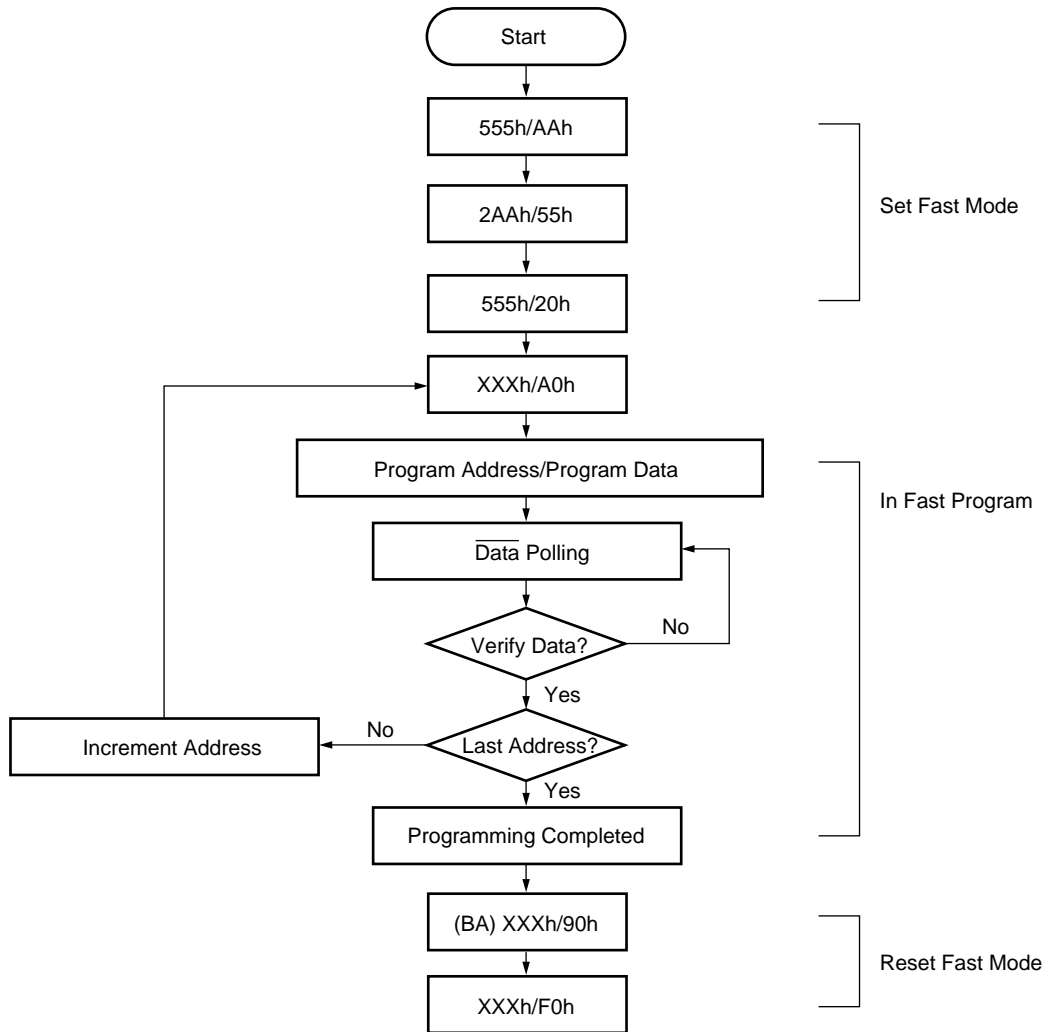 Start
555h/AAh
2AAh/55h
Set Fast Mode
555h/20h
XXXh/A0h
Program Address/Program Data
In Fast Program
Data Polling
Verify Data?
No
Yes
Increment Address
No
Last Address?
Yes
Programming Completed
(BA) XXXh/90h
Reset Fast Mode
XXXh/F0h